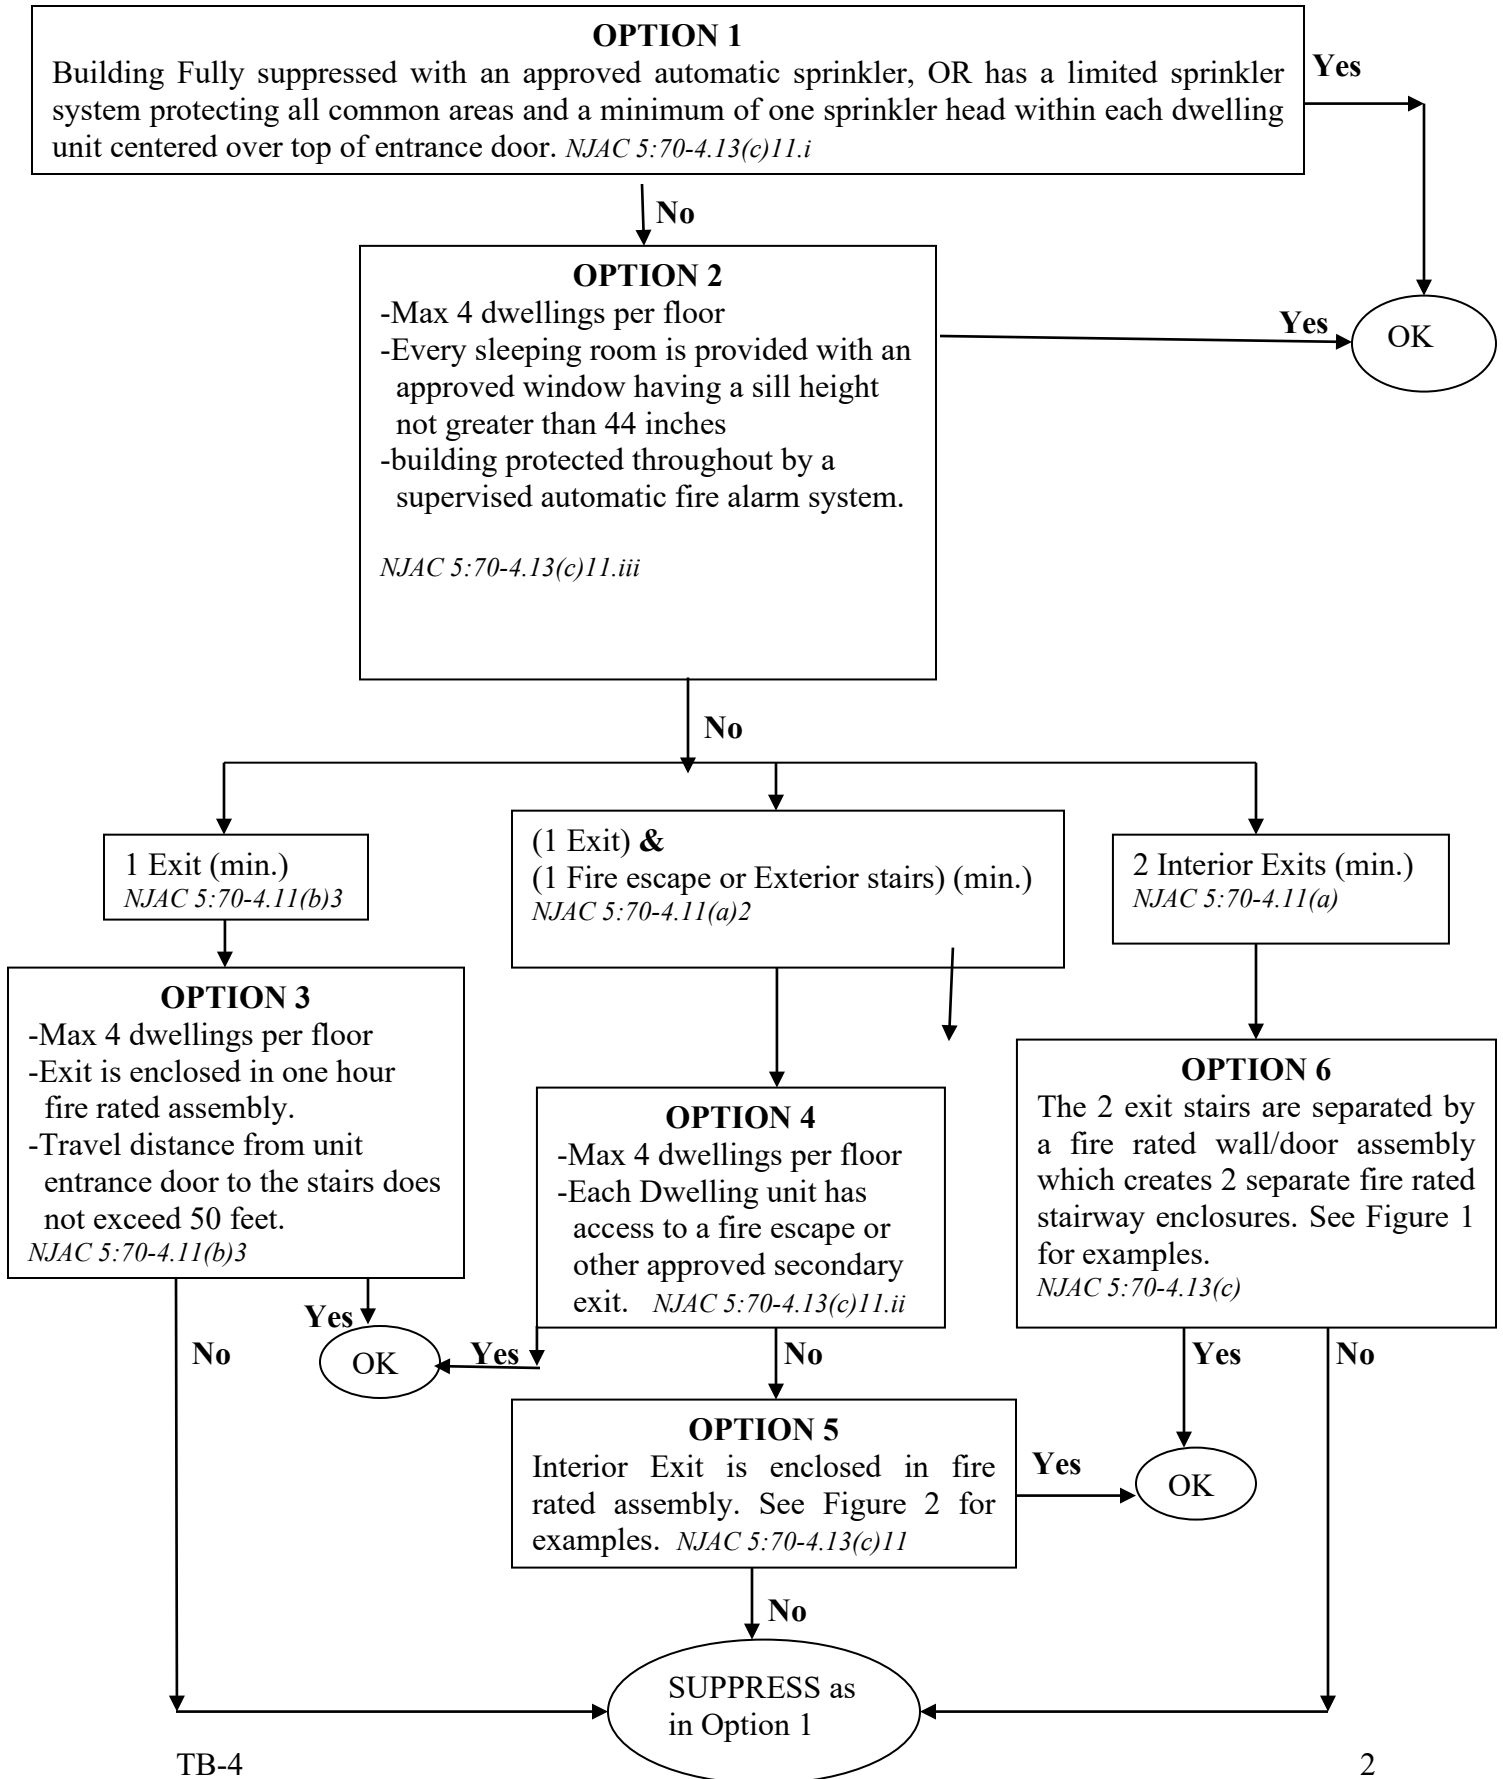 OPTION 1
Building Fully suppressed with an approved automatic sprinkler, OR has a limited sprinkler
system protecting all common areas and a minimum of one sprinkler head within each dwelling
unit centered over top of entrance door. NJAC 5:70-4.13(c)11.i
Yes
No
OPTION 2
-Max 4 dwellings per floor
-Every sleeping room is provided with an
approved window having a sill height
not greater than 44 inches
-building protected throughout by a
supervised automatic fire alarm system.
NJAC 5:70-4.13(c)11.iii
Yes
OK
No
1 Exit (min.)
NJAC 5:70-4.11(b)3
(1 Exit) &
(1 Fire escape or Exterior stairs) (min.)
NJAC 5:70-4.11(a)2
2 Interior Exits (min.)
NJAC 5:70-4.11(a)
OPTION 3
-Max 4 dwellings per floor
-Exit is enclosed in one hour
fire rated assembly.
-Travel distance from unit
entrance door to the stairs does
not exceed 50 feet.
NJAC 5:70-4.11(b)3
OPTION 4
-Max 4 dwellings per floor
-Each Dwelling unit has
access to a fire escape or
other approved secondary
exit. NJAC 5:70-4.13(c)11.ii
OPTION 6
The 2 exit stairs are separated by
a fire rated wall/door assembly
which creates 2 separate fire rated
stairway enclosures. See Figure 1
for examples.
NJAC 5:70-4.13(c)
Yes
No
OK
Yes
No
Yes
No
OPTION 5
Interior Exit is enclosed in fire
rated assembly. See Figure 2 for
examples. NJAC 5:70-4.13(c)11
Yes
OK
No
SUPPRESS as
in Option 1
TB-4
2